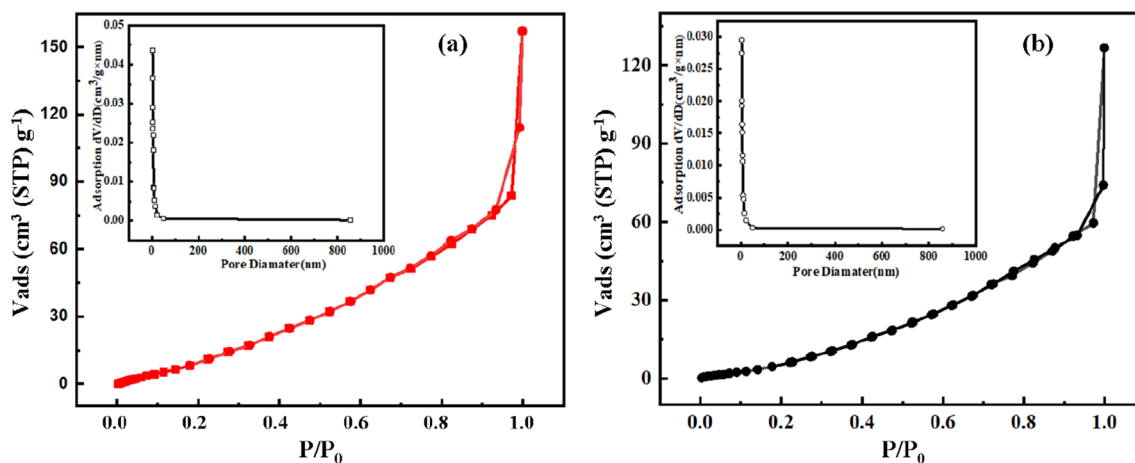 (a)
Vads (cm³ (STP) g⁻¹)
150
120
90
60
30
0
0.0 0.2 0.4 0.6 0.8 1.0
P/P₀
Adsorption dV/dD(cm³/g×nm)
0.05
0.04
0.03
0.02
0.01
0.00
0 200 400 600 800 1000
Pore Diamater(nm)
(b)
Vads (cm³ (STP) g⁻¹)
120
90
60
30
0
0.0 0.2 0.4 0.6 0.8 1.0
P/P₀
Adsorption dV/dD(cm³/g×nm)
0.030
0.025
0.020
0.015
0.010
0.005
0.000
0 200 400 600 800 1000
Pore Diamater(nm)